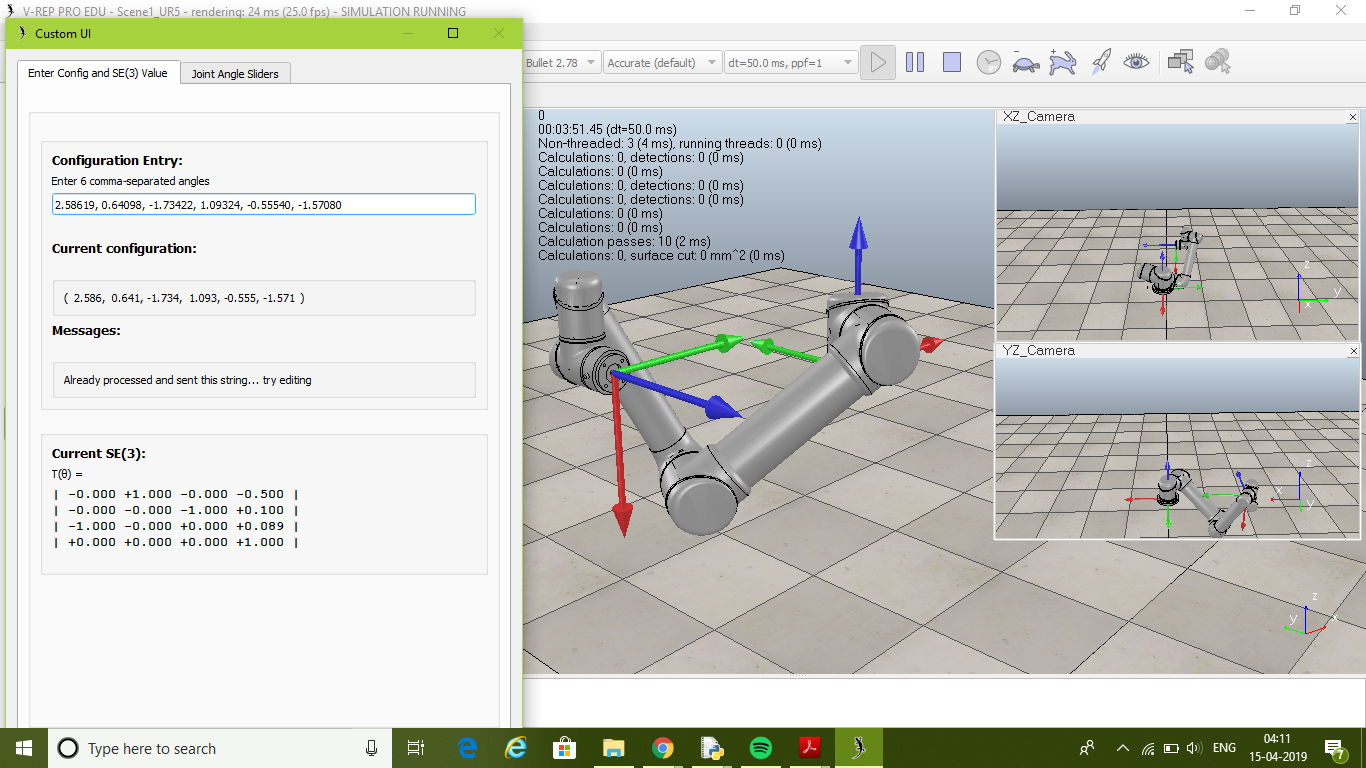 V-REP PRO EDU - Scene1_UR5 - rendering: 24 ms (25.0 fps) - SIMULATION RUNNING
Custom UI
Enter Config and SE(3) Value
Joint Angle Sliders
Bullet 2.78
Accurate (default)
dt=50.0 ms, ppf=1
Configuration Entry:
Enter 6 comma-separated angles
2.58619, 0.64098, -1.73422, 1.09324, -0.55540, -1.57080
Current configuration:
( 2.586, 0.641, -1.734, 1.093, -0.555, -1.571 )
Messages:
Already processed and sent this string... try editing
Current SE(3):
T(θ) =
| -0.000 +1.000 -0.000 -0.500 |
| -0.000 -0.000 -1.000 +0.100 |
| -1.000 -0.000 +0.000 +0.089 |
| +0.000 +0.000 +0.000 +1.000 |
0
00:03:51.45 (dt=50.0 ms)
Non-threaded: 3 (4 ms), running threads: 0 (0 ms)
Calculations: 0, detections: 0 (0 ms)
Calculations: 0 (0 ms)
Calculations: 0, detections: 0 (0 ms)
Calculations: 0, detections: 0 (0 ms)
Calculations: 0 (0 ms)
Calculations: 0 (0 ms)
Calculation passes: 10 (2 ms)
Calculations: 0, surface cut: 0 mm^2 (0 ms)
XZ_Camera
z
y
x
YZ_Camera
z
x
y
z
y
x
Type here to search
ENG
04:11
15-04-2019
7